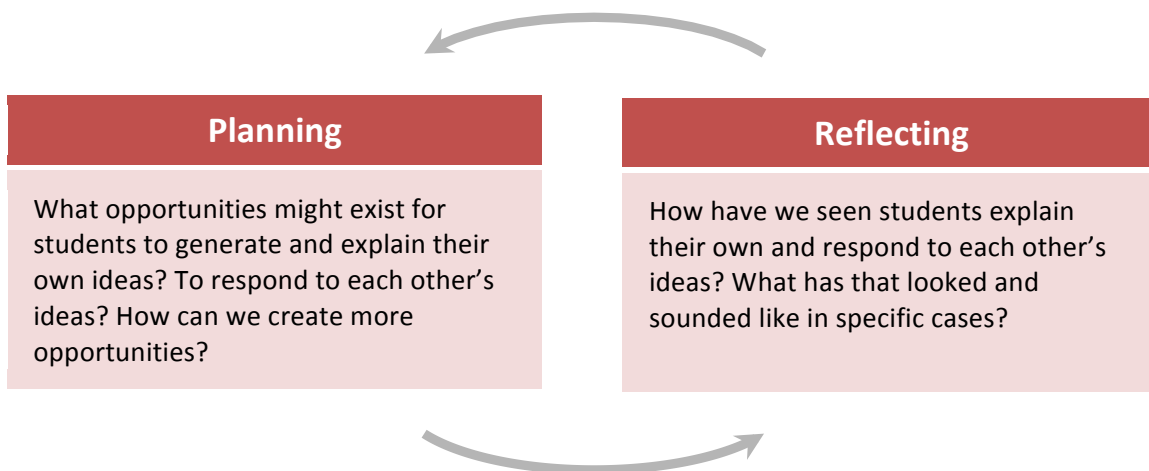 Planning
What opportunities might exist for
students to generate and explain their
own ideas? To respond to each other’s
ideas? How can we create more
opportunities?
Reflecting
How have we seen students explain
their own and respond to each other’s
ideas? What has that looked and
sounded like in specific cases?